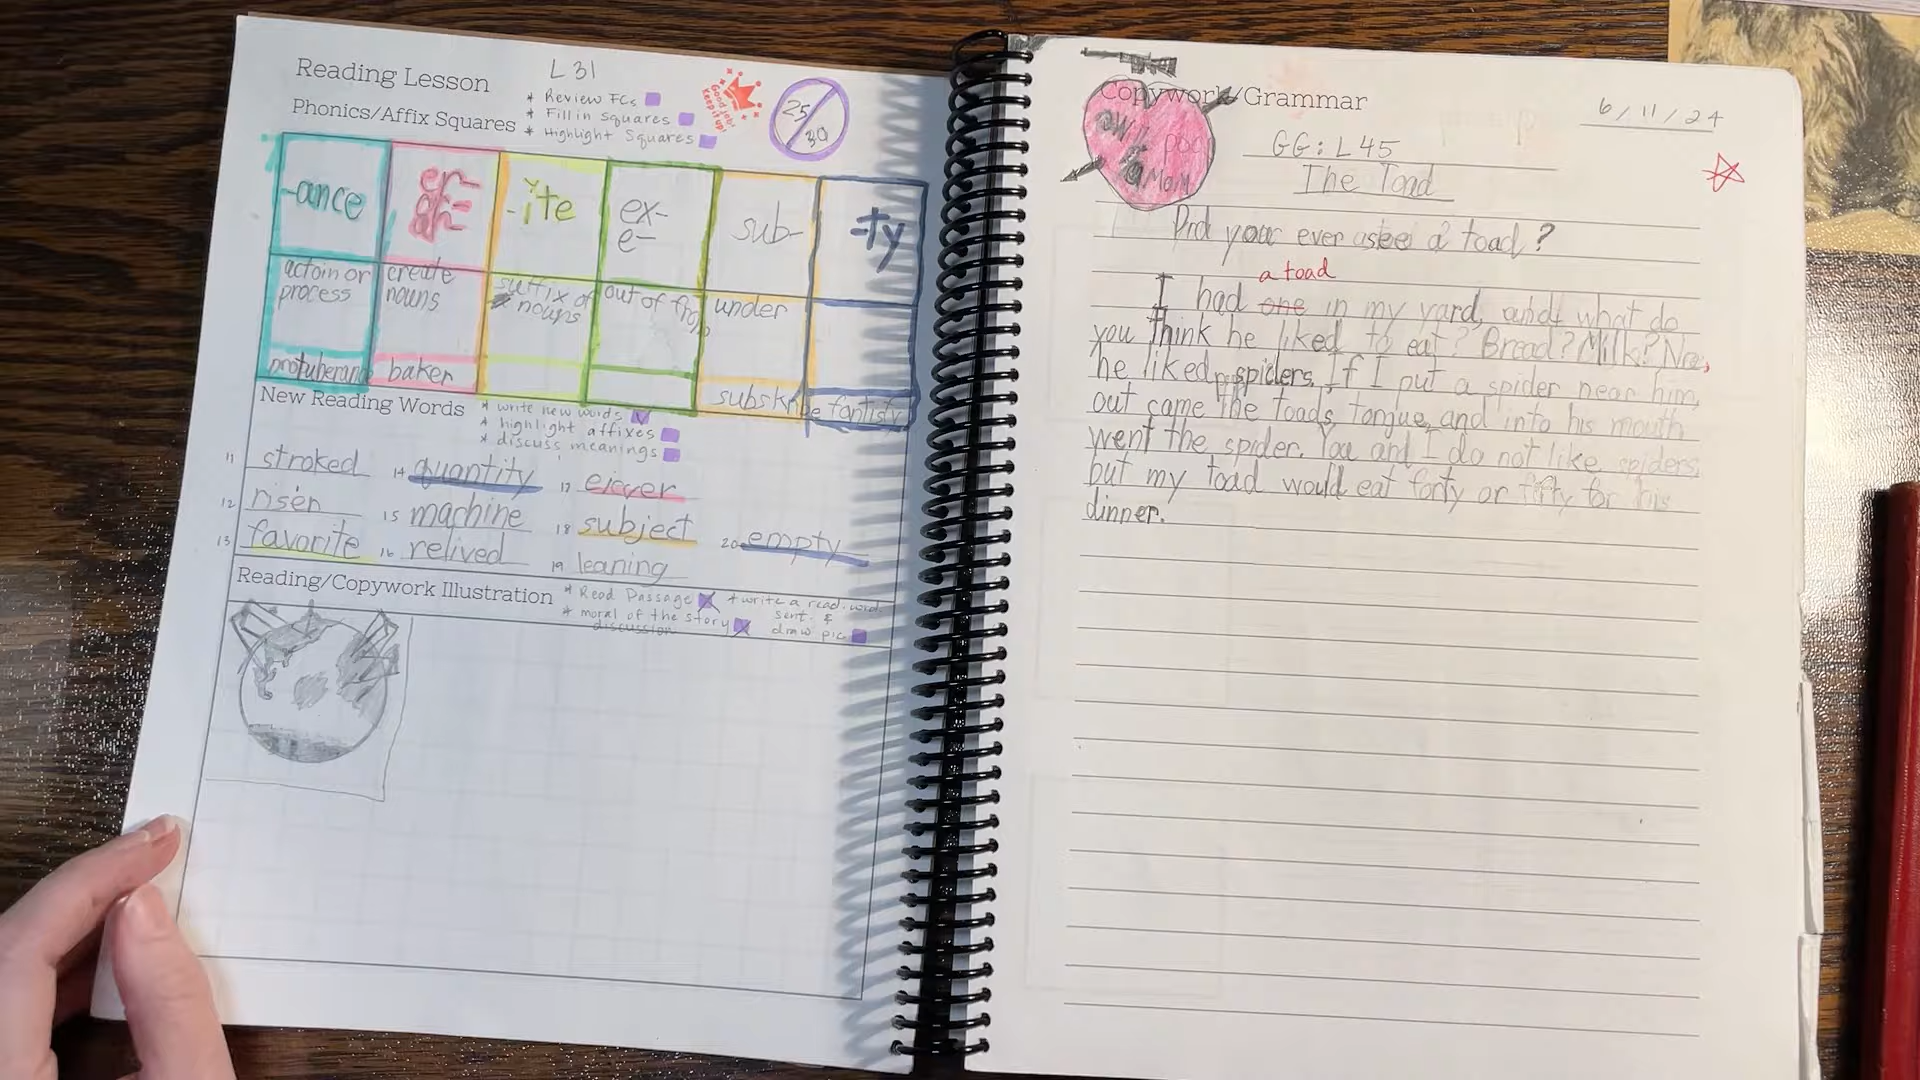 Reading Lesson
L 31
* Review FCs
Phonics/Affix Squares
* Fill in Squares
* Highlight Squares
Good job! Keep it up!
25/30
-ance
er-
ar-
-ite
ex-
e-
sub-
-ty
actoin or process
create nouns
suffix of nouns
out of
under
baker
fantisty
New Reading Words
* write new words
* highlight affixes
* discuss meanings
11 stroked
14 quantity
17
12 risen
15 machine
18 subject
13 favorite
16 relived
19 leaning
20 empty
Reading/Copywork Illustration
* Read Passage
* moral of the story discussion
* write a read. word sent. & draw pic
Copywork/Grammar
6/11/24
Mom
GG: L 45
The Toad
Did you ever see a toad?
a toad
I had one in my yard, and what do
you think he liked to eat? Bread? Milk? No,
he liked spiders. If I put a spider near him,
out came the toads tongue, and into his mouth
went the spider. You and I do not like spiders,
but my toad would eat forty or fifty for his
dinner.